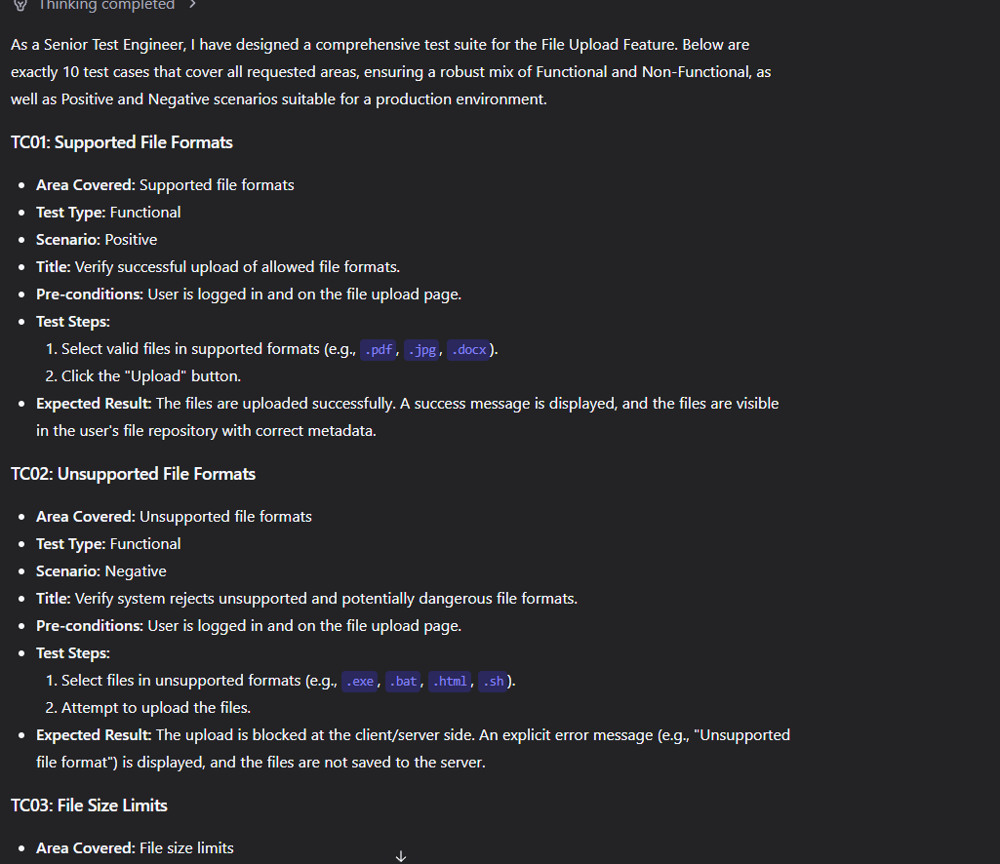 Thinking completed
As a Senior Test Engineer, I have designed a comprehensive test suite for the File Upload Feature. Below are
exactly 10 test cases that cover all requested areas, ensuring a robust mix of Functional and Non-Functional, as
well as Positive and Negative scenarios suitable for a production environment.
TC01: Supported File Formats
• Area Covered: Supported file formats
• Test Type: Functional
• Scenario: Positive
• Title: Verify successful upload of allowed file formats.
• Pre-conditions: User is logged in and on the file upload page.
• Test Steps:
1. Select valid files in supported formats (e.g., .pdf, .jpg, .docx).
2. Click the "Upload" button.
• Expected Result: The files are uploaded successfully. A success message is displayed, and the files are visible
in the user's file repository with correct metadata.
TC02: Unsupported File Formats
• Area Covered: Unsupported file formats
• Test Type: Functional
• Scenario: Negative
• Title: Verify system rejects unsupported and potentially dangerous file formats.
• Pre-conditions: User is logged in and on the file upload page.
• Test Steps:
1. Select files in unsupported formats (e.g., .exe, .bat, .html, .sh).
2. Attempt to upload the files.
• Expected Result: The upload is blocked at the client/server side. An explicit error message (e.g., "Unsupported
file format") is displayed, and the files are not saved to the server.
TC03: File Size Limits
• Area Covered: File size limits